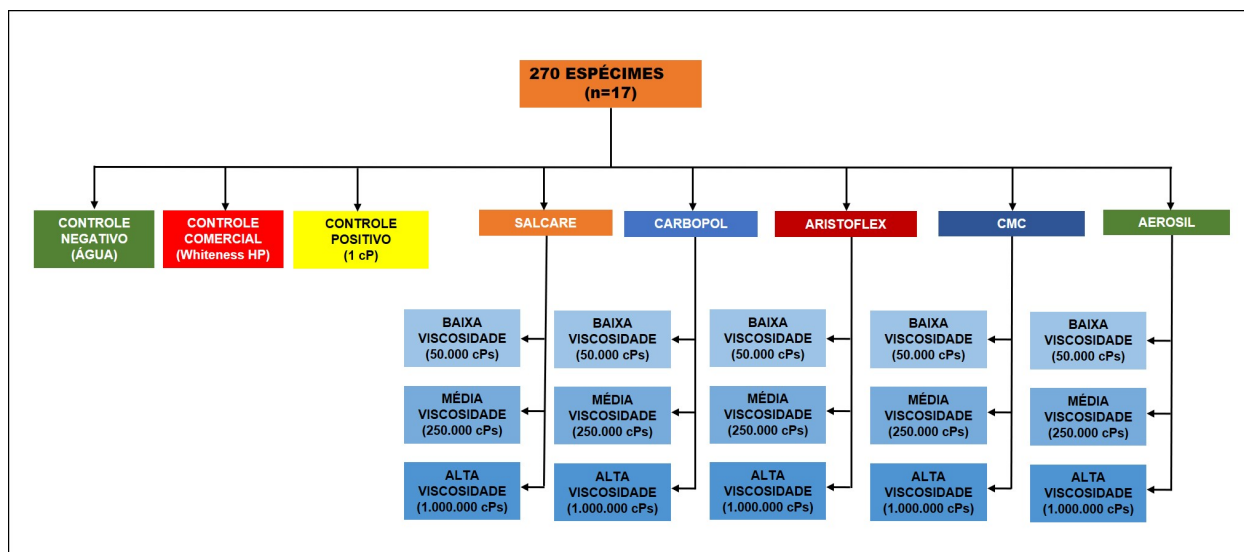 270 ESPÉCIMES
(n=17)
CONTROLE
NEGATIVO
(ÁGUA)
CONTROLE
COMERCIAL
(Whiteness HP)
CONTROLE
POSITIVO
(1 cP)
SALCARE
CARBOPOL
ARISTOFLEX
CMC
AEROSIL
BAIXA
VISCOSIDADE
(50.000 cPs)
BAIXA
VISCOSIDADE
(50.000 cPs)
BAIXA
VISCOSIDADE
(50.000 cPs)
BAIXA
VISCOSIDADE
(50.000 cPs)
BAIXA
VISCOSIDADE
(50.000 cPs)
MÉDIA
VISCOSIDADE
(250.000 cPs)
MÉDIA
VISCOSIDADE
(250.000 cPs)
MÉDIA
VISCOSIDADE
(250.000 cPs)
MÉDIA
VISCOSIDADE
(250.000 cPs)
MÉDIA
VISCOSIDADE
(250.000 cPs)
ALTA
VISCOSIDADE
(1.000.000 cPs)
ALTA
VISCOSIDADE
(1.000.000 cPs)
ALTA
VISCOSIDADE
(1.000.000 cPs)
ALTA
VISCOSIDADE
(1.000.000 cPs)
ALTA
VISCOSIDADE
(1.000.000 cPs)